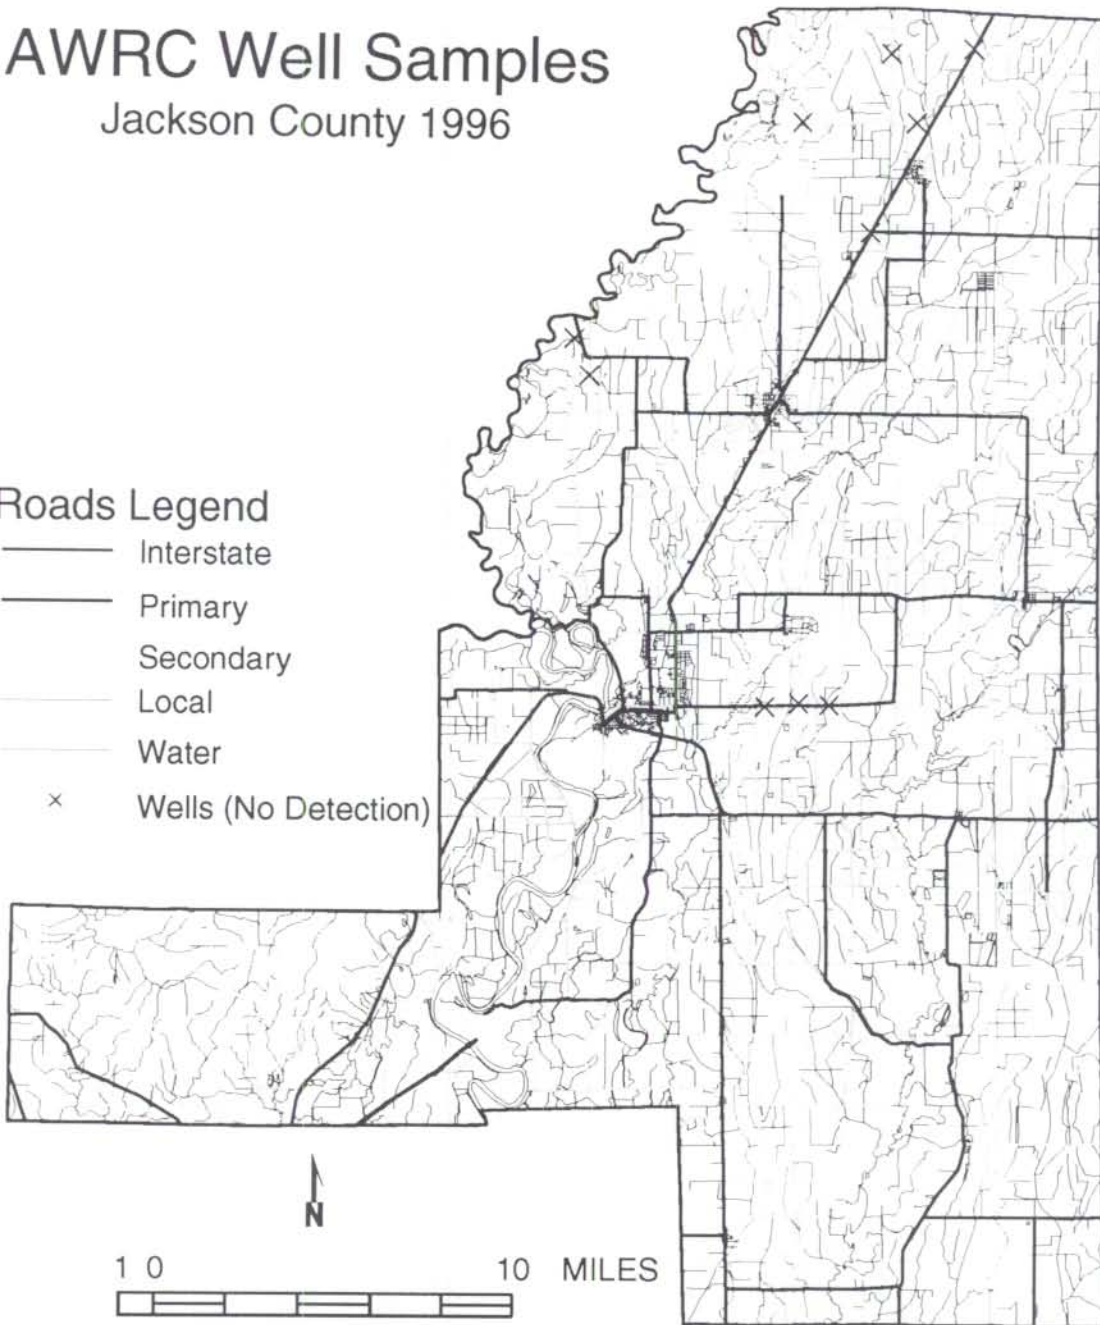 AWRC Well Samples
Jackson County 1996
Roads Legend
Interstate
Primary
Secondary
Local
Water
Wells (No Detection)
N
1 0 10 MILES